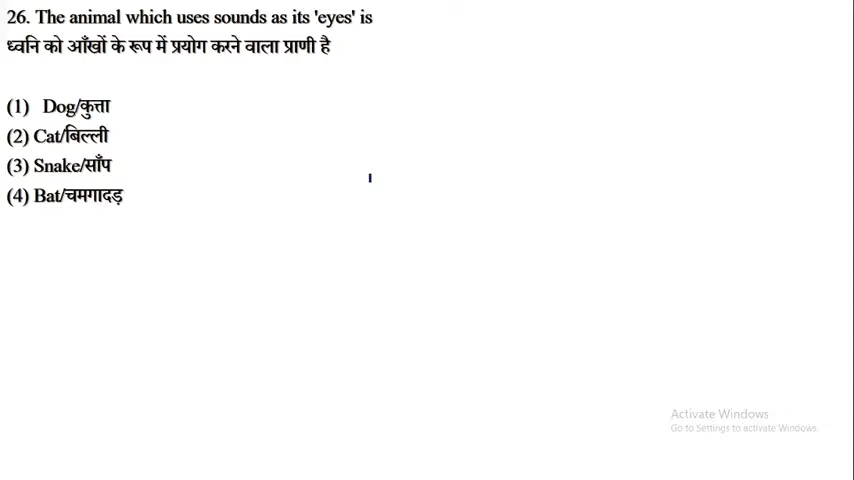 26. The animal which uses sounds as its 'eyes' is
ध्वनि को आँखों के रूप में प्रयोग करने वाला प्राणी है
(1) Dog/कुत्ता
(2) Cat/बिल्ली
(3) Snake/साँप
(4) Bat/चमगादड़
Activate Windows
Go to Settings to activate Windows.